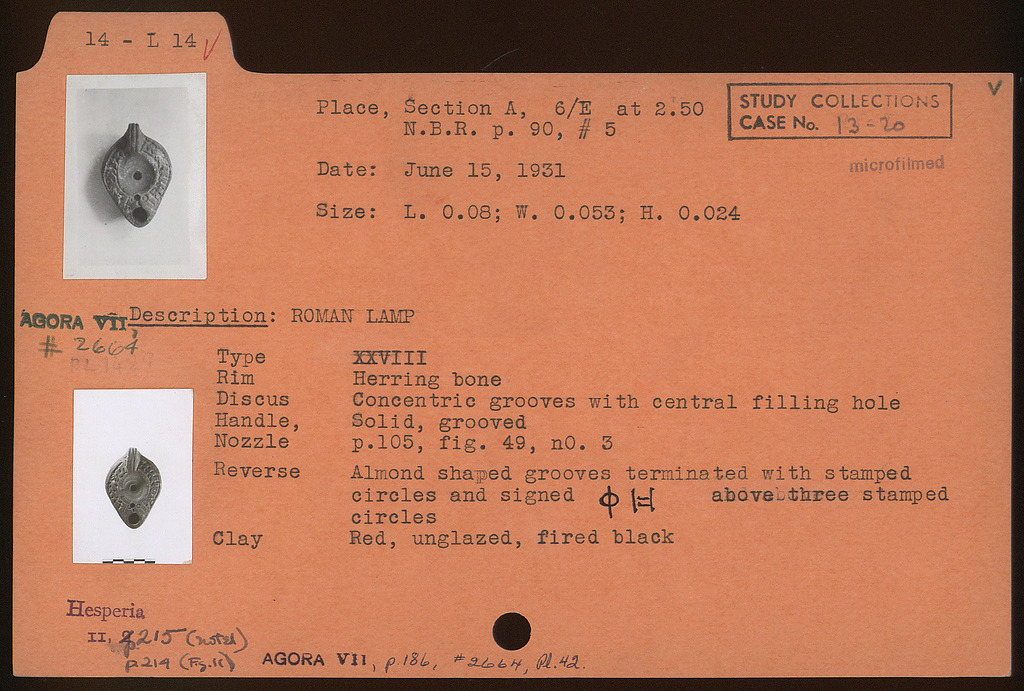 14 - L 14 ✓
Place, Section A, 6/E at 2.50
N.B.R. p. 90, # 5
STUDY COLLECTIONS
CASE No. 13-20
V
microfilmed
Date: June 15, 1931
Size: L. 0.08; W. 0.053; H. 0.024
AGORA VII,
# 2664
Description: ROMAN LAMP
Type XXVIII
Rim Herring bone
Discus Concentric grooves with central filling hole
Handle, Solid, grooved
Nozzle p.105, fig. 49, n0. 3
Reverse Almond shaped grooves terminated with stamped
circles and signed above three stamped
circles
Clay Red, unglazed, fired black
Hesperia
II, 215 (noted)
p214 (Fig.11)
AGORA VII, p.186, #2664, Pl.42.